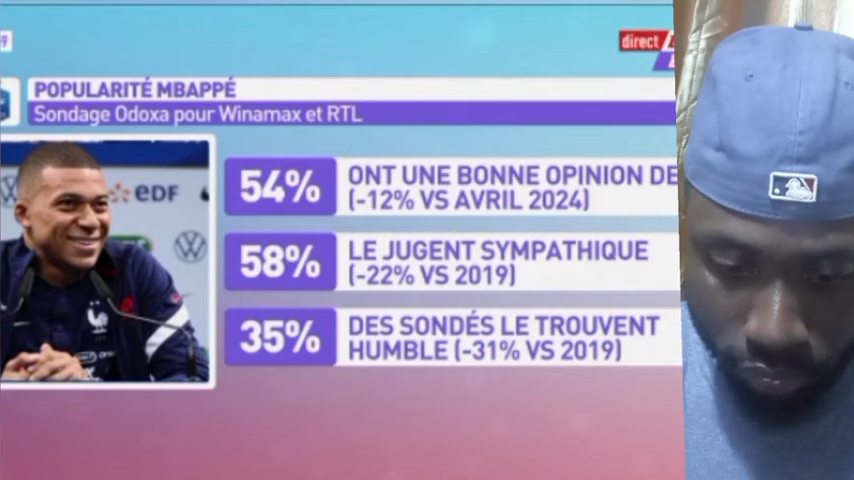 direct
POPULARITÉ MBAPPÉ
Sondage Odoxa pour Winamax et RTL
edf
54%
ONT UNE BONNE OPINION DE
(-12% VS AVRIL 2024)
58%
LE JUGENT SYMPATHIQUE
(-22% VS 2019)
35%
DES SONDÉS LE TROUVENT
HUMBLE (-31% VS 2019)